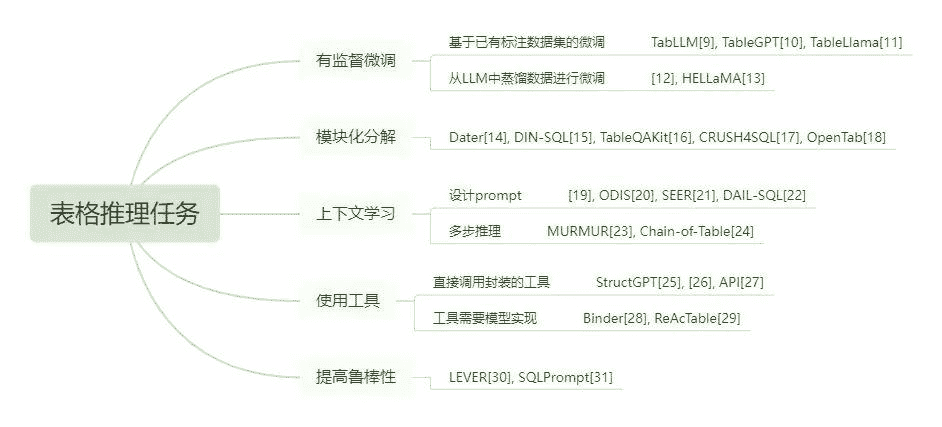 表格推理任务
有监督微调
基于已有标注数据集的微调 TabLLM[9], TableGPT[10], TableLlama[11]
从LLM中蒸馏数据进行微调 [12], HELLaMA[13]
模块化分解
Dater[14], DIN-SQL[15], TableQAKit[16], CRUSH4SQL[17], OpenTab[18]
上下文学习
设计prompt [19], ODIS[20], SEER[21], DAIL-SQL[22]
多步推理 MURMUR[23], Chain-of-Table[24]
使用工具
直接调用封装的工具 StructGPT[25], [26], API[27]
工具需要模型实现 Binder[28], ReAcTable[29]
提高鲁棒性
LEVER[30], SQLPrompt[31]